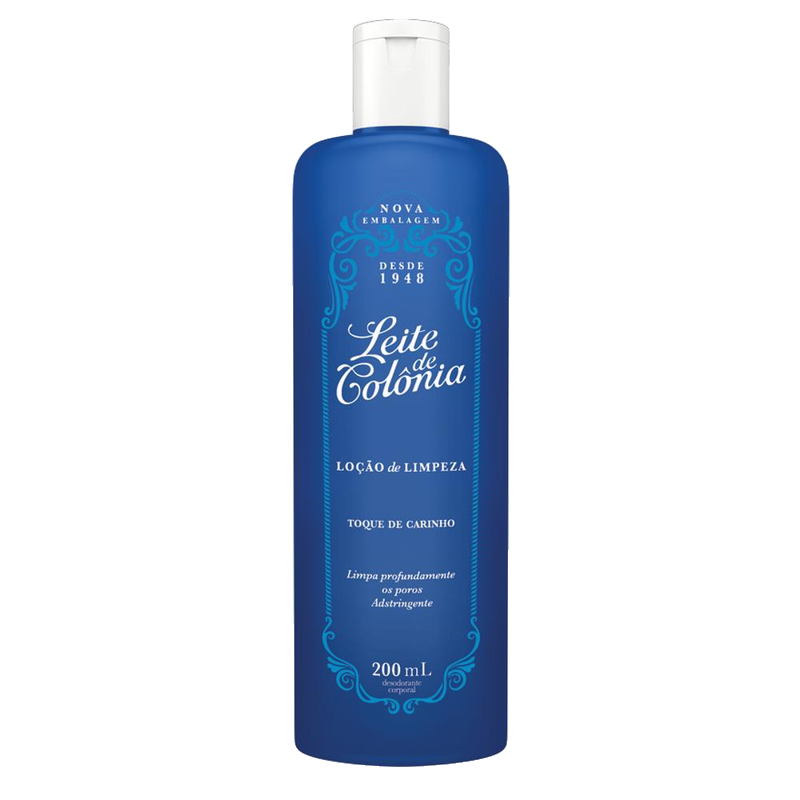 NOVA
EMBALAGEM
DESDE
1948
Leite
de
Colônia
LOÇÃO de LIMPEZA
TOQUE DE CARINHO
Limpa profundamente
os poros
Adstringente
200 mL
desodorante
corporal